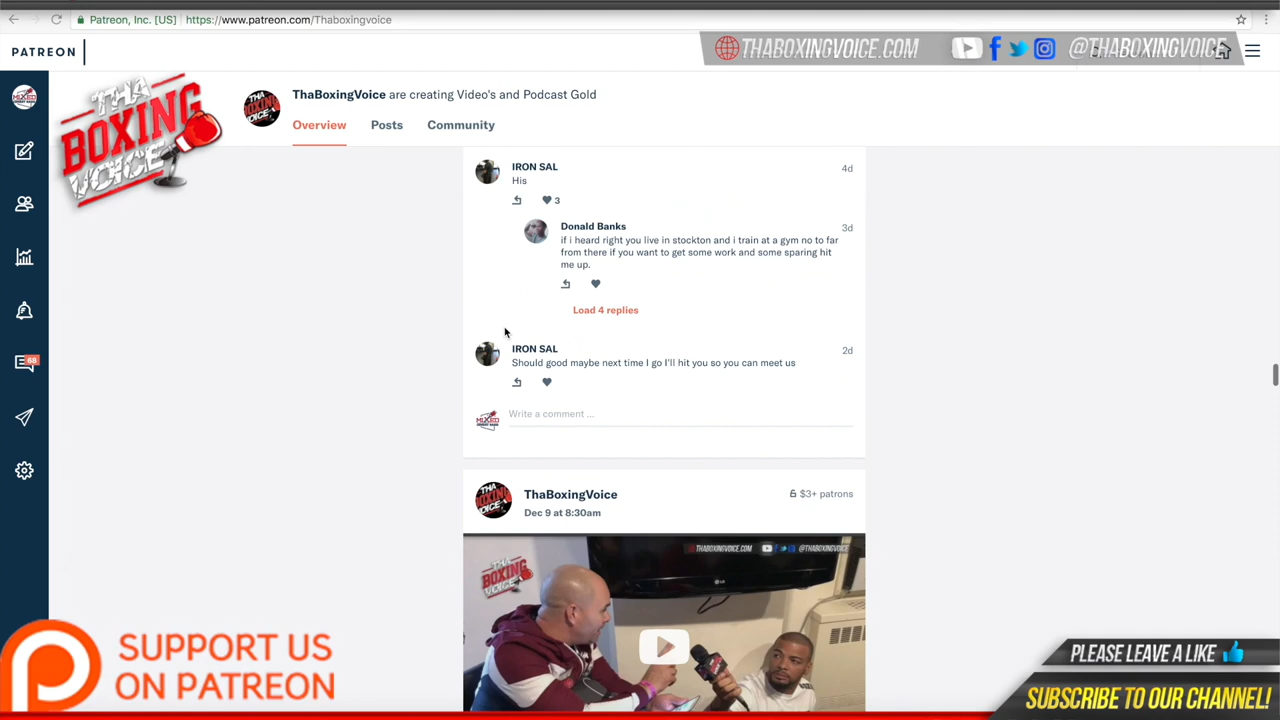 Patreon, Inc. [US] https://www.patreon.com/Thaboxingvoice
PATREON
THABOXINGVOICE.COM @THABOXINGVOICE
THA BOXING VOICE
ThaBoxingVoice are creating Video's and Podcast Gold
Overview Posts Community
IRON SAL 4d
His
3
Donald Banks 3d
if i heard right you live in stockton and i train at a gym no to far
from there if you want to get some work and some sparing hit
me up.
Load 4 replies
IRON SAL 2d
Should good maybe next time I go I'll hit you so you can meet us
Write a comment ...
68
ThaBoxingVoice $3+ patrons
Dec 9 at 8:30am
THABOXINGVOICE.COM @THABOXINGVOICE
THA BOXING VOICE
LG
SUPPORT US
ON PATREON
PLEASE LEAVE A LIKE
SUBSCRIBE TO OUR CHANNEL!